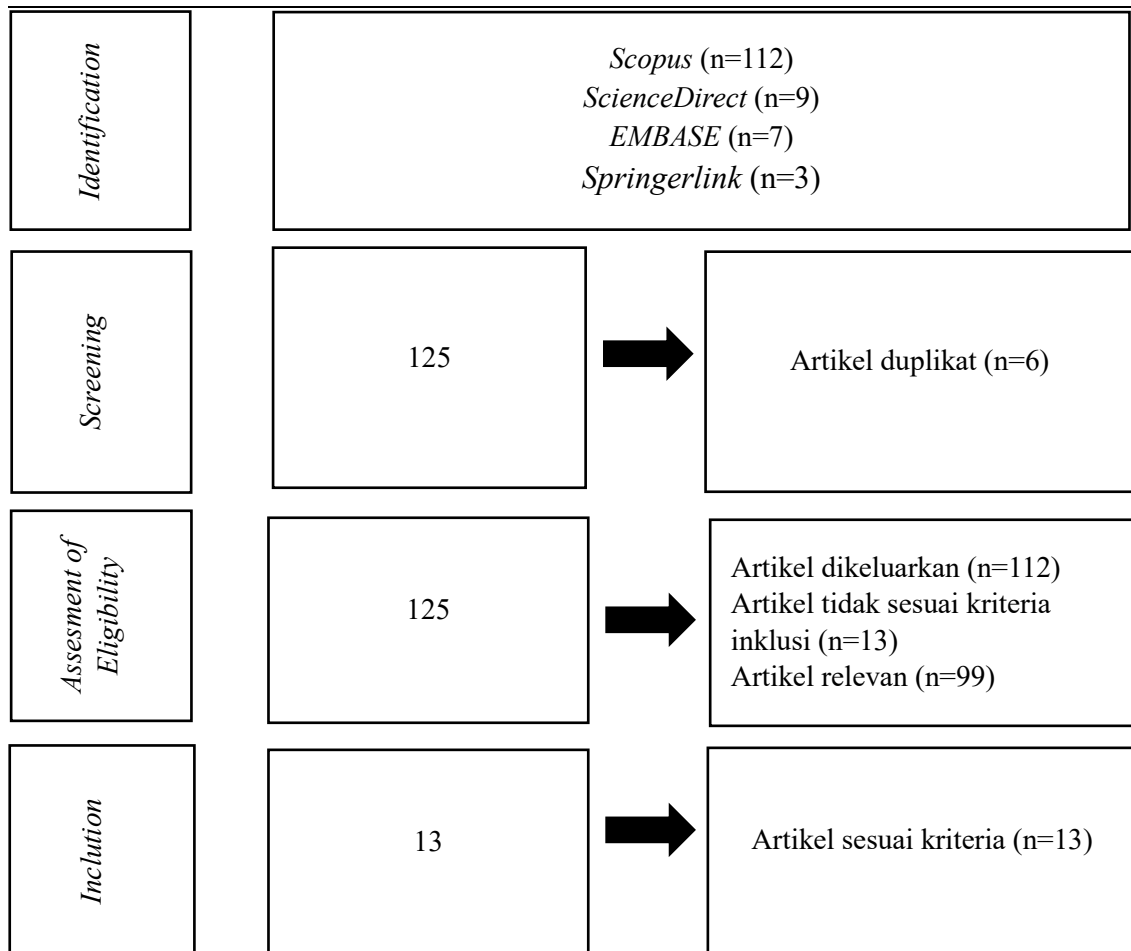 Identification
Scopus (n=112)
ScienceDirect (n=9)
EMBASE (n=7)
Springerlink (n=3)
Screening
125
Artikel duplikat (n=6)
Assesment of
Eligibility
125
Artikel dikeluarkan (n=112)
Artikel tidak sesuai kriteria
inklusi (n=13)
Artikel relevan (n=99)
Inclution
13
Artikel sesuai kriteria (n=13)